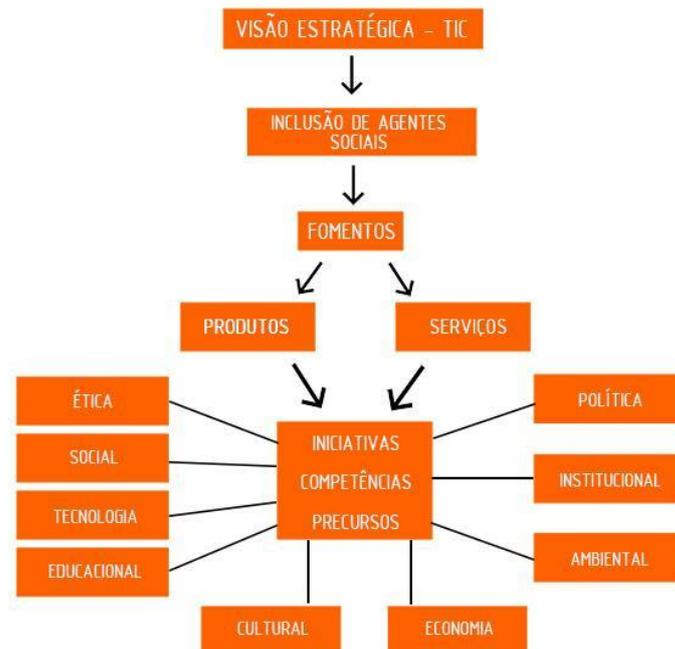 VISÃO ESTRATÉGICA - TIC
INCLUSÃO DE AGENTES
SOCIAIS
FOMENTOS
PRODUTOS
SERVIÇOS
ÉTICA
SOCIAL
TECNOLOGIA
EDUCACIONAL
INICIATIVAS
COMPETÊNCIAS
PRECURSOS
POLÍTICA
INSTITUCIONAL
AMBIENTAL
CULTURAL
ECONOMIA